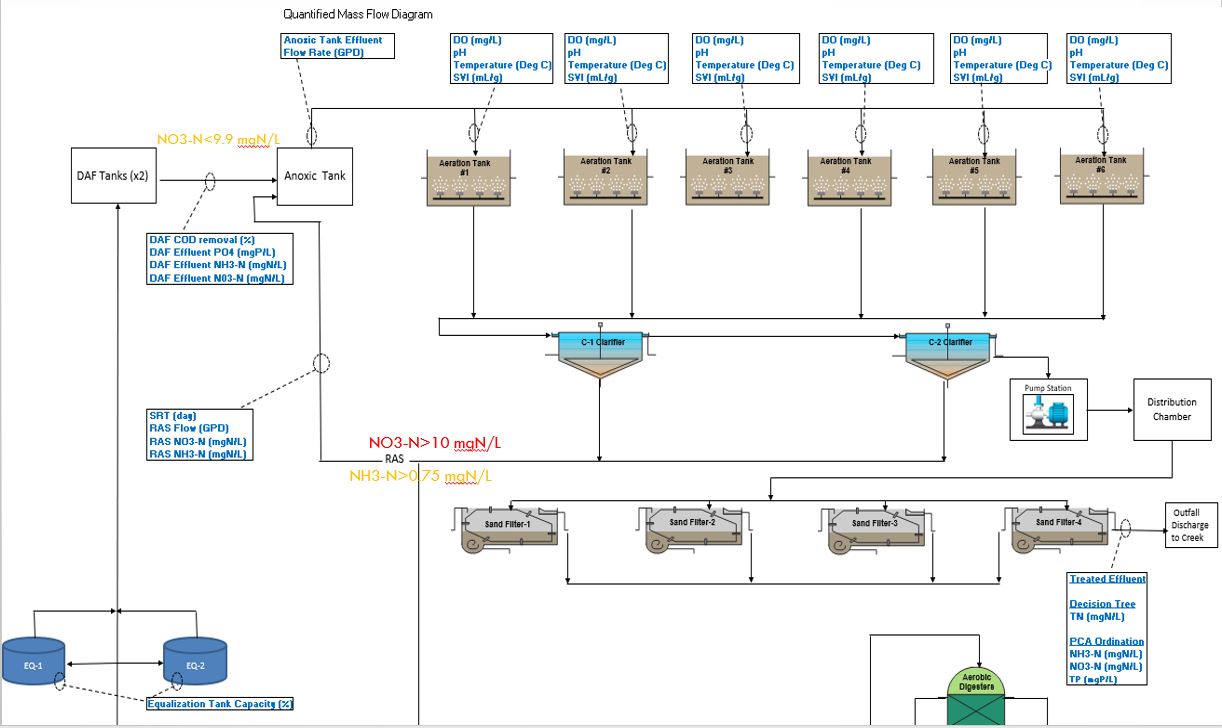 Quantified Mass Flow Diagram
Anoxic Tank Effluent
Flow Rate (GPD)
DO (mg/L)
pH
Temperature (Deg C)
SVI (mL/g)
DO (mg/L)
pH
Temperature (Deg C)
SVI (mL/g)
DO (mg/L)
pH
Temperature (Deg C)
SVI (mL/g)
DO (mg/L)
pH
Temperature (Deg C)
SVI (mL/g)
DO (mg/L)
pH
Temperature (Deg C)
SVI (mL/g)
DO (mg/L)
pH
Temperature (Deg C)
SVI (mL/g)
NO3-N<9.9 mgN/L
DAF Tanks (x2)
Anoxic Tank
Aeration Tank
#1
Aeration Tank
#2
Aeration Tank
#3
Aeration Tank
#4
Aeration Tank
#5
Aeration Tank
#6
DAF COD removal (%)
DAF Effluent PO4 (mgP/L)
DAF Effluent NH3-N (mgN/L)
DAF Effluent N03-N (mgN/L)
C-1 Clarifier
C-2 Clarifier
Pump Station
Distribution
Chamber
SRT (day)
RAS Flow (GPD)
RAS NO3-N (mgN/L)
RAS NH3-N (mgN/L)
NO3-N>10 mgN/L
RAS
NH3-N>0.75 mgN/L
Sand Filter-1
Sand Filter-2
Sand Filter-3
Sand Filter-4
Outfall
Discharge
to Creek
Treated Effluent
Decision Tree
TN (mgN/L)
PCA Ordination
NH3-N (mgN/L)
NO3-N (mgN/L)
TP (mgP/L)
EQ-1
EQ-2
Equalization Tank Capacity (%)
Aerobic
Digesters